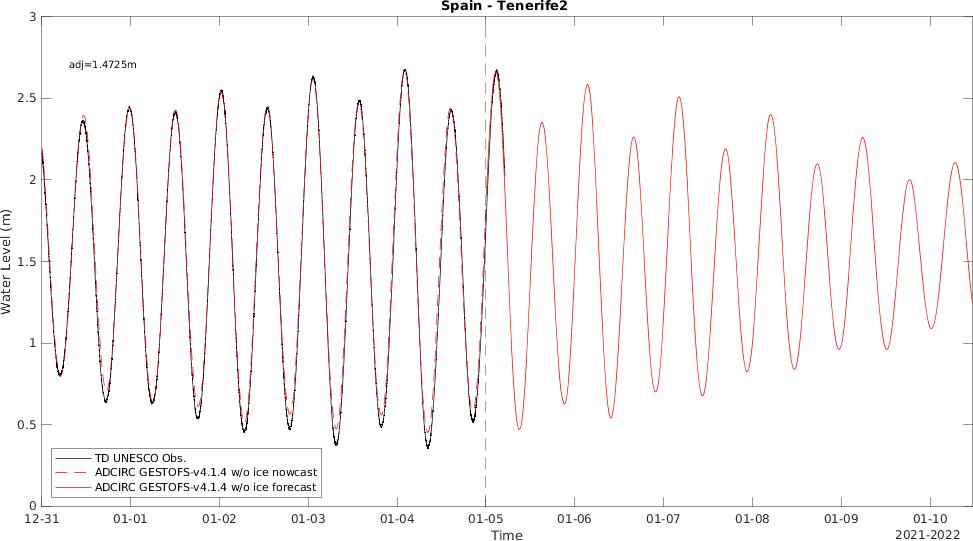 Spain - Tenerife2
adj=1.4725m
3
2.5
2
1.5
1
0.5
0
Water Level (m)
TD UNESCO Obs.
ADCIRC GESTOFS-v4.1.4 w/o ice nowcast
ADCIRC GESTOFS-v4.1.4 w/o ice forecast
12-31 01-01 01-02 01-03 01-04 01-05 01-06 01-07 01-08 01-09 01-10
Time
2021-2022